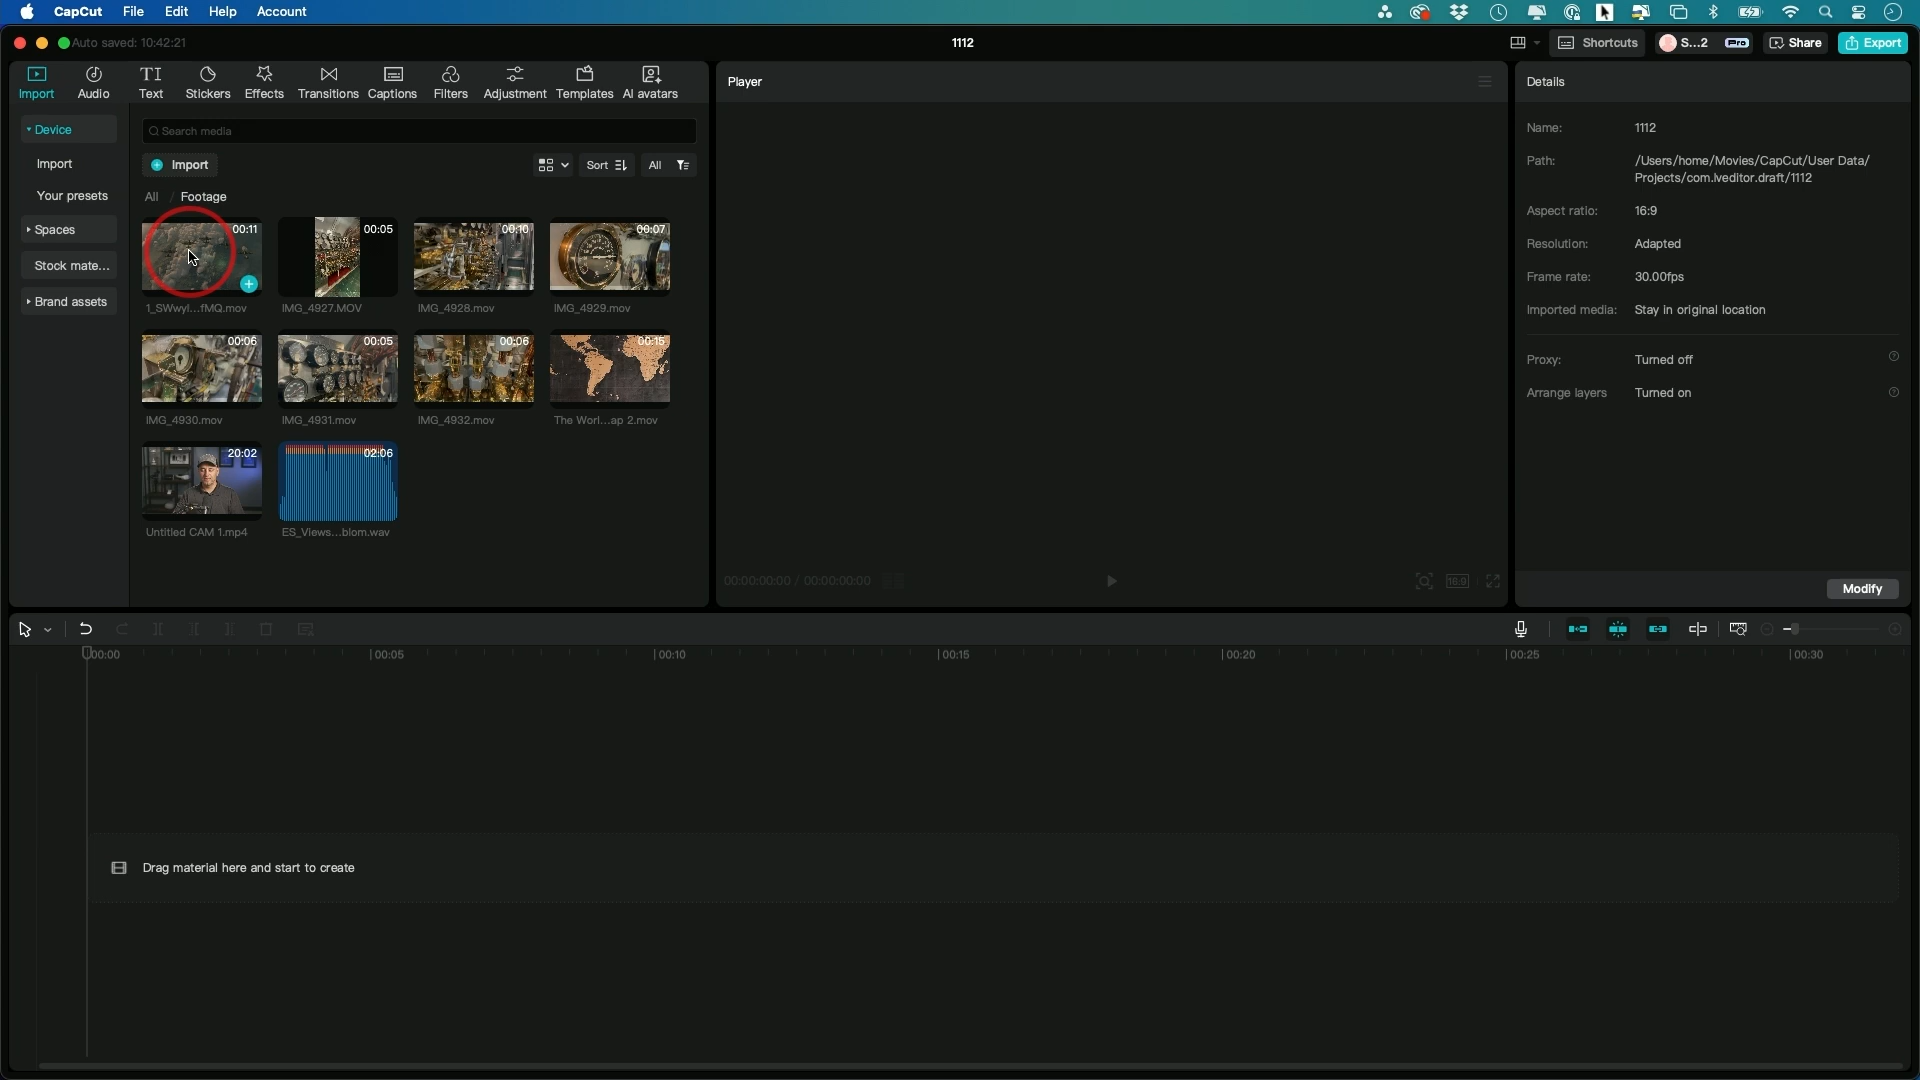 CapCut File Edit Help Account
Auto saved: 10:42:21
1112
Shortcuts
S...2
Pro
Share
Export
Import
Audio
Text
Stickers
Effects
Transitions
Captions
Filters
Adjustment
Templates
AI avatars
Device
Import
Your presets
Spaces
Stock mate...
Brand assets
Search media
Import
Sort
All
All / Footage
00:11
00:05
00:10
00:07
1_SWwyl...fMQ.mov
IMG_4927.MOV
IMG_4928.mov
IMG_4929.mov
00:06
00:05
00:06
00:15
IMG_4930.mov
IMG_4931.mov
IMG_4932.mov
The Worl...ap 2.mov
20:02
02:06
Untitled CAM 1.mp4
ES_Views...blom.wav
Player
00:00:00:00 / 00:00:00:00
16:9
Details
Name: 1112
Path: /Users/home/Movies/CapCut/User Data/
Projects/com.lveditor.draft/1112
Aspect ratio: 16:9
Resolution: Adapted
Frame rate: 30.00fps
Imported media: Stay in original location
Proxy: Turned off
Arrange layers Turned on
Modify
00:00
00:05
00:10
00:15
00:20
00:25
00:30
Drag material here and start to create